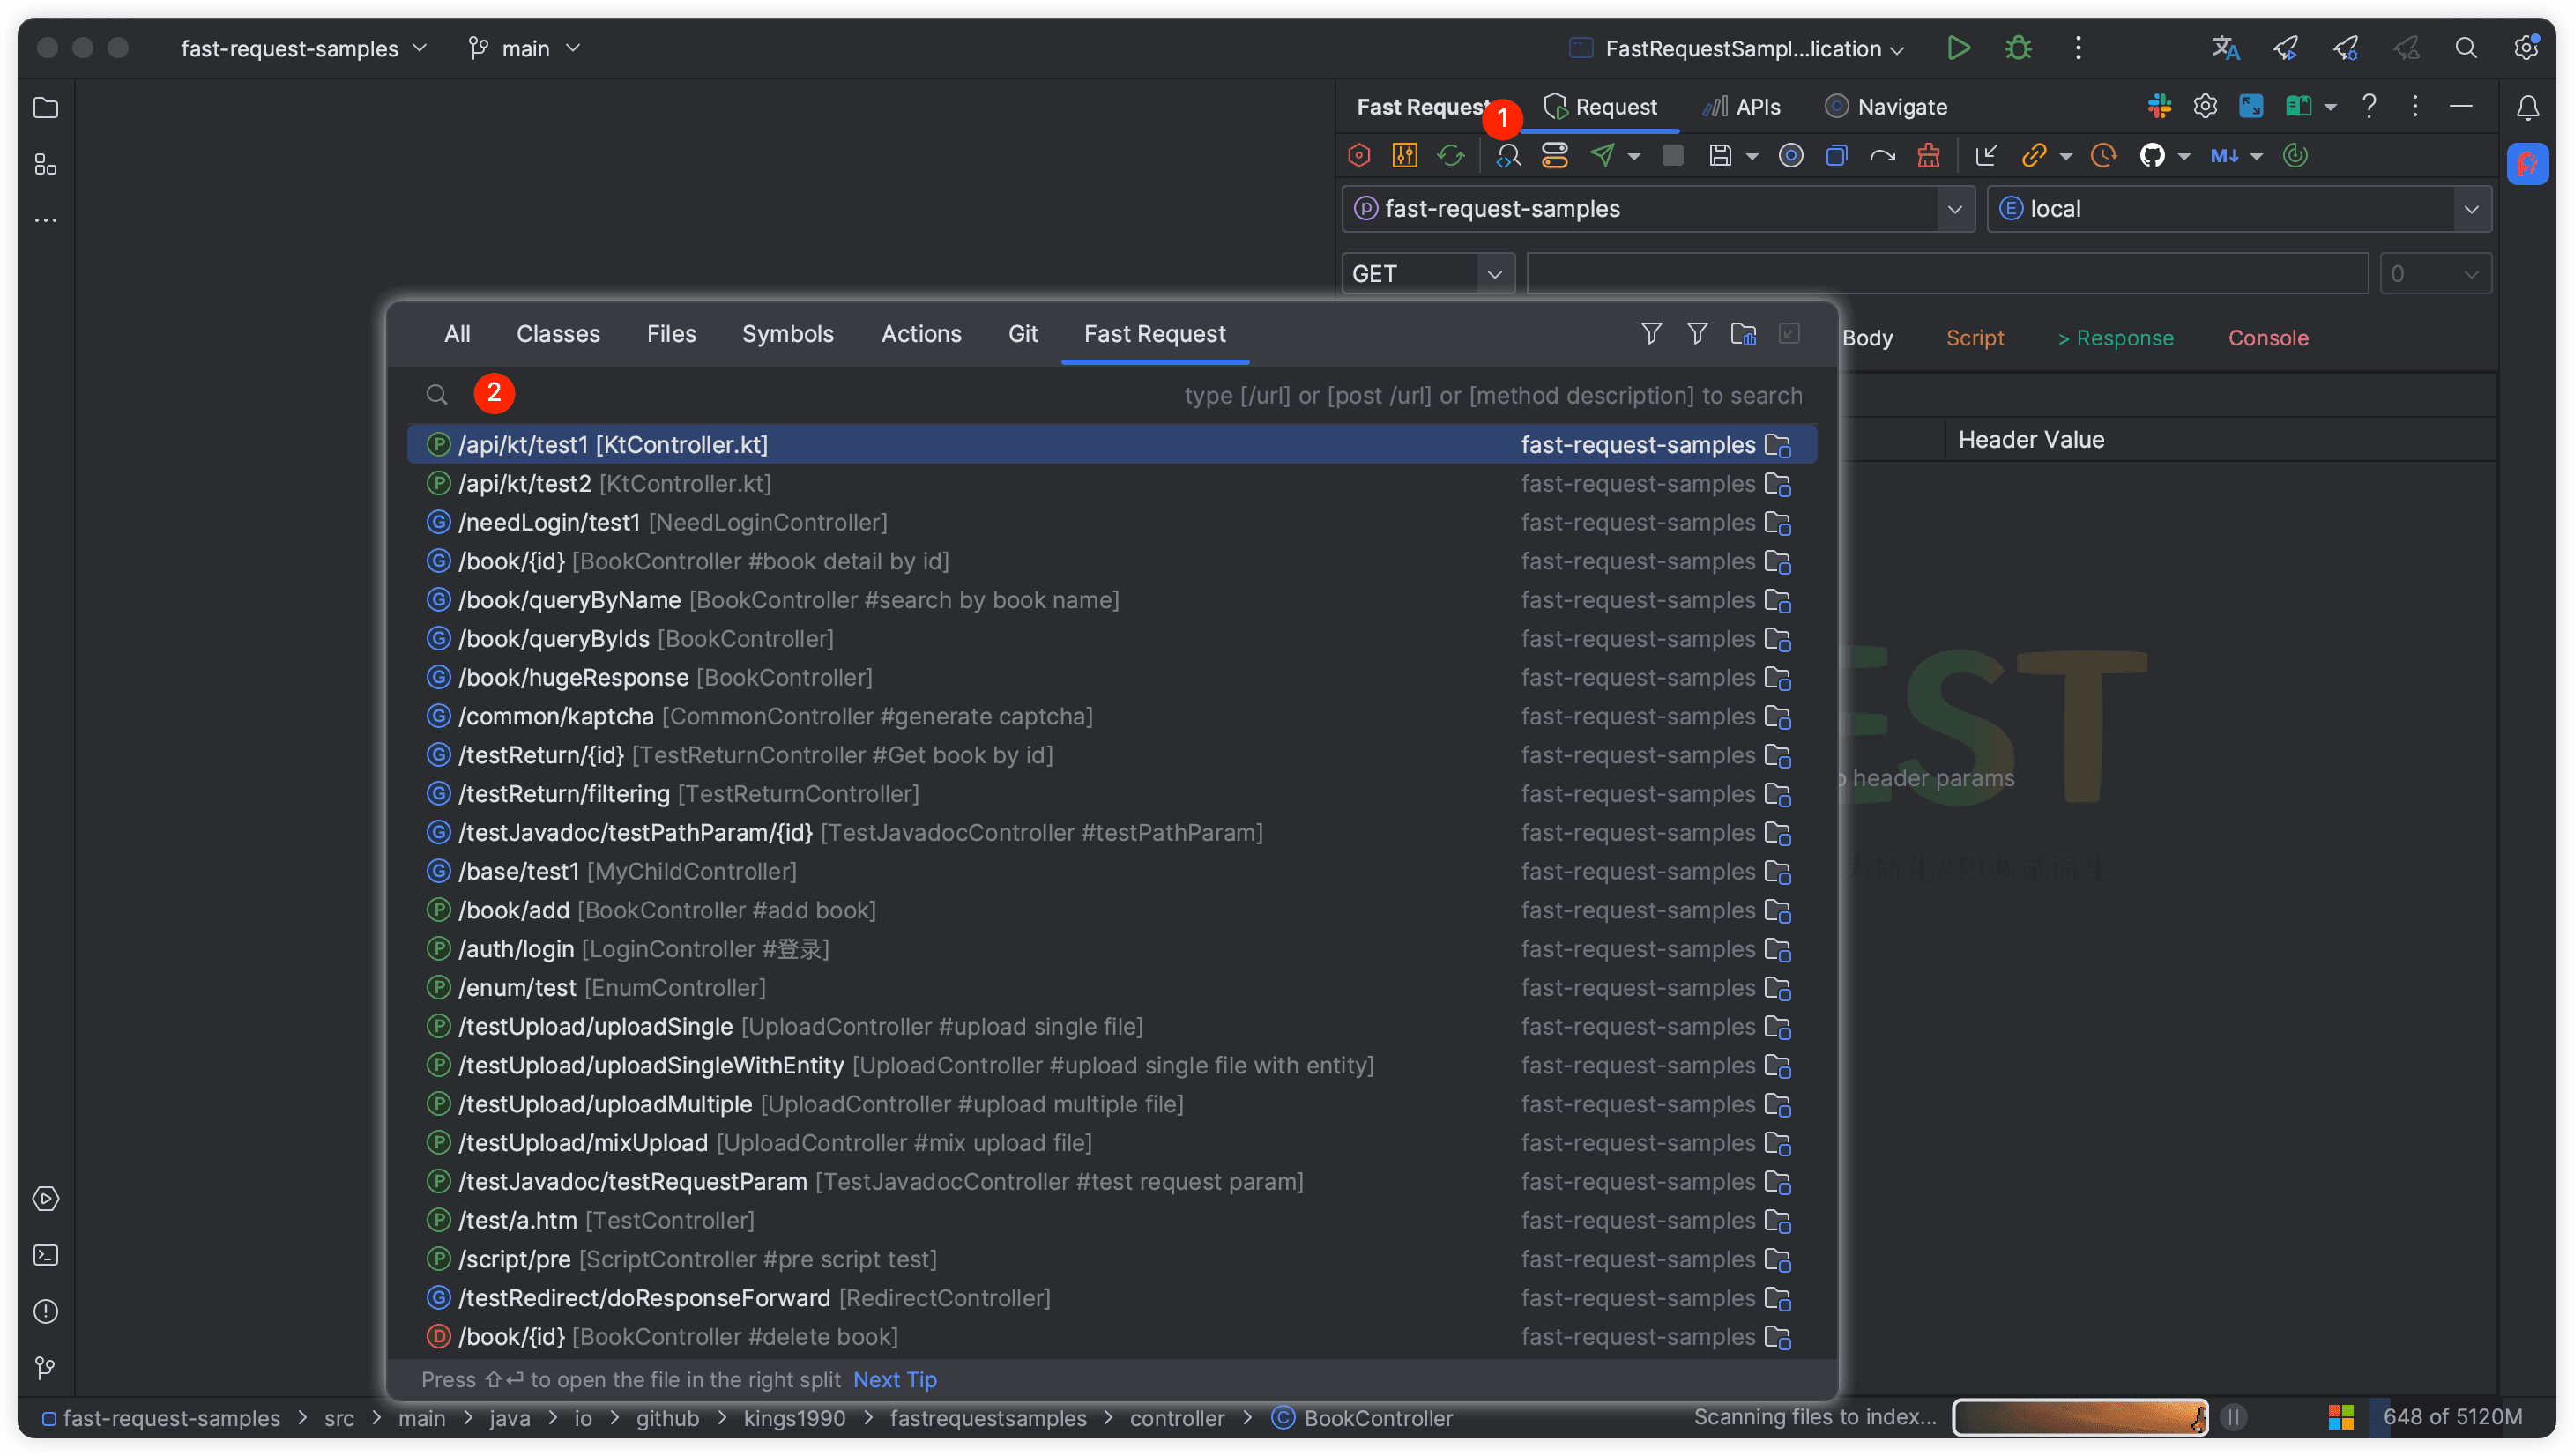 fast-request-samples main FastRequestSampl...lication
Fast Request 1 Request APIs Navigate
M↓
P fast-request-samples E local
GET 0
All Classes Files Symbols Actions Git Fast Request
Body Script > Response Console
2 type [/url] or [post /url] or [method description] to search
Header Value
P /api/kt/test1 [KtController.kt] fast-request-samples
P /api/kt/test2 [KtController.kt] fast-request-samples
G /needLogin/test1 [NeedLoginController] fast-request-samples
G /book/{id} [BookController #book detail by id] fast-request-samples
G /book/queryByName [BookController #search by book name] fast-request-samples
G /book/queryByIds [BookController] fast-request-samples
G /book/hugeResponse [BookController] fast-request-samples
EST
G /common/kaptcha [CommonController #generate captcha] fast-request-samples
G /testReturn/{id} [TestReturnController #Get book by id] fast-request-samples
header params
G /testReturn/filtering [TestReturnController] fast-request-samples
G /testJavadoc/testPathParam/{id} [TestJavadocController #testPathParam] fast-request-samples
G /base/test1 [MyChildController] fast-request-samples
为简化API调试而生
P /book/add [BookController #add book] fast-request-samples
P /auth/login [LoginController #登录] fast-request-samples
P /enum/test [EnumController] fast-request-samples
P /testUpload/uploadSingle [UploadController #upload single file] fast-request-samples
P /testUpload/uploadSingleWithEntity [UploadController #upload single file with entity] fast-request-samples
P /testUpload/uploadMultiple [UploadController #upload multiple file] fast-request-samples
P /testUpload/mixUpload [UploadController #mix upload file] fast-request-samples
P /testJavadoc/testRequestParam [TestJavadocController #test request param] fast-request-samples
P /test/a.htm [TestController] fast-request-samples
P /script/pre [ScriptController #pre script test] fast-request-samples
G /testRedirect/doResponseForward [RedirectController] fast-request-samples
D /book/{id} [BookController #delete book] fast-request-samples
Press ⇧⏎ to open the file in the right split Next Tip
fast-request-samples > src > main > java > io > github > kings1990 > fastrequestsamples > controller > C BookController Scanning files to index... 648 of 5120M